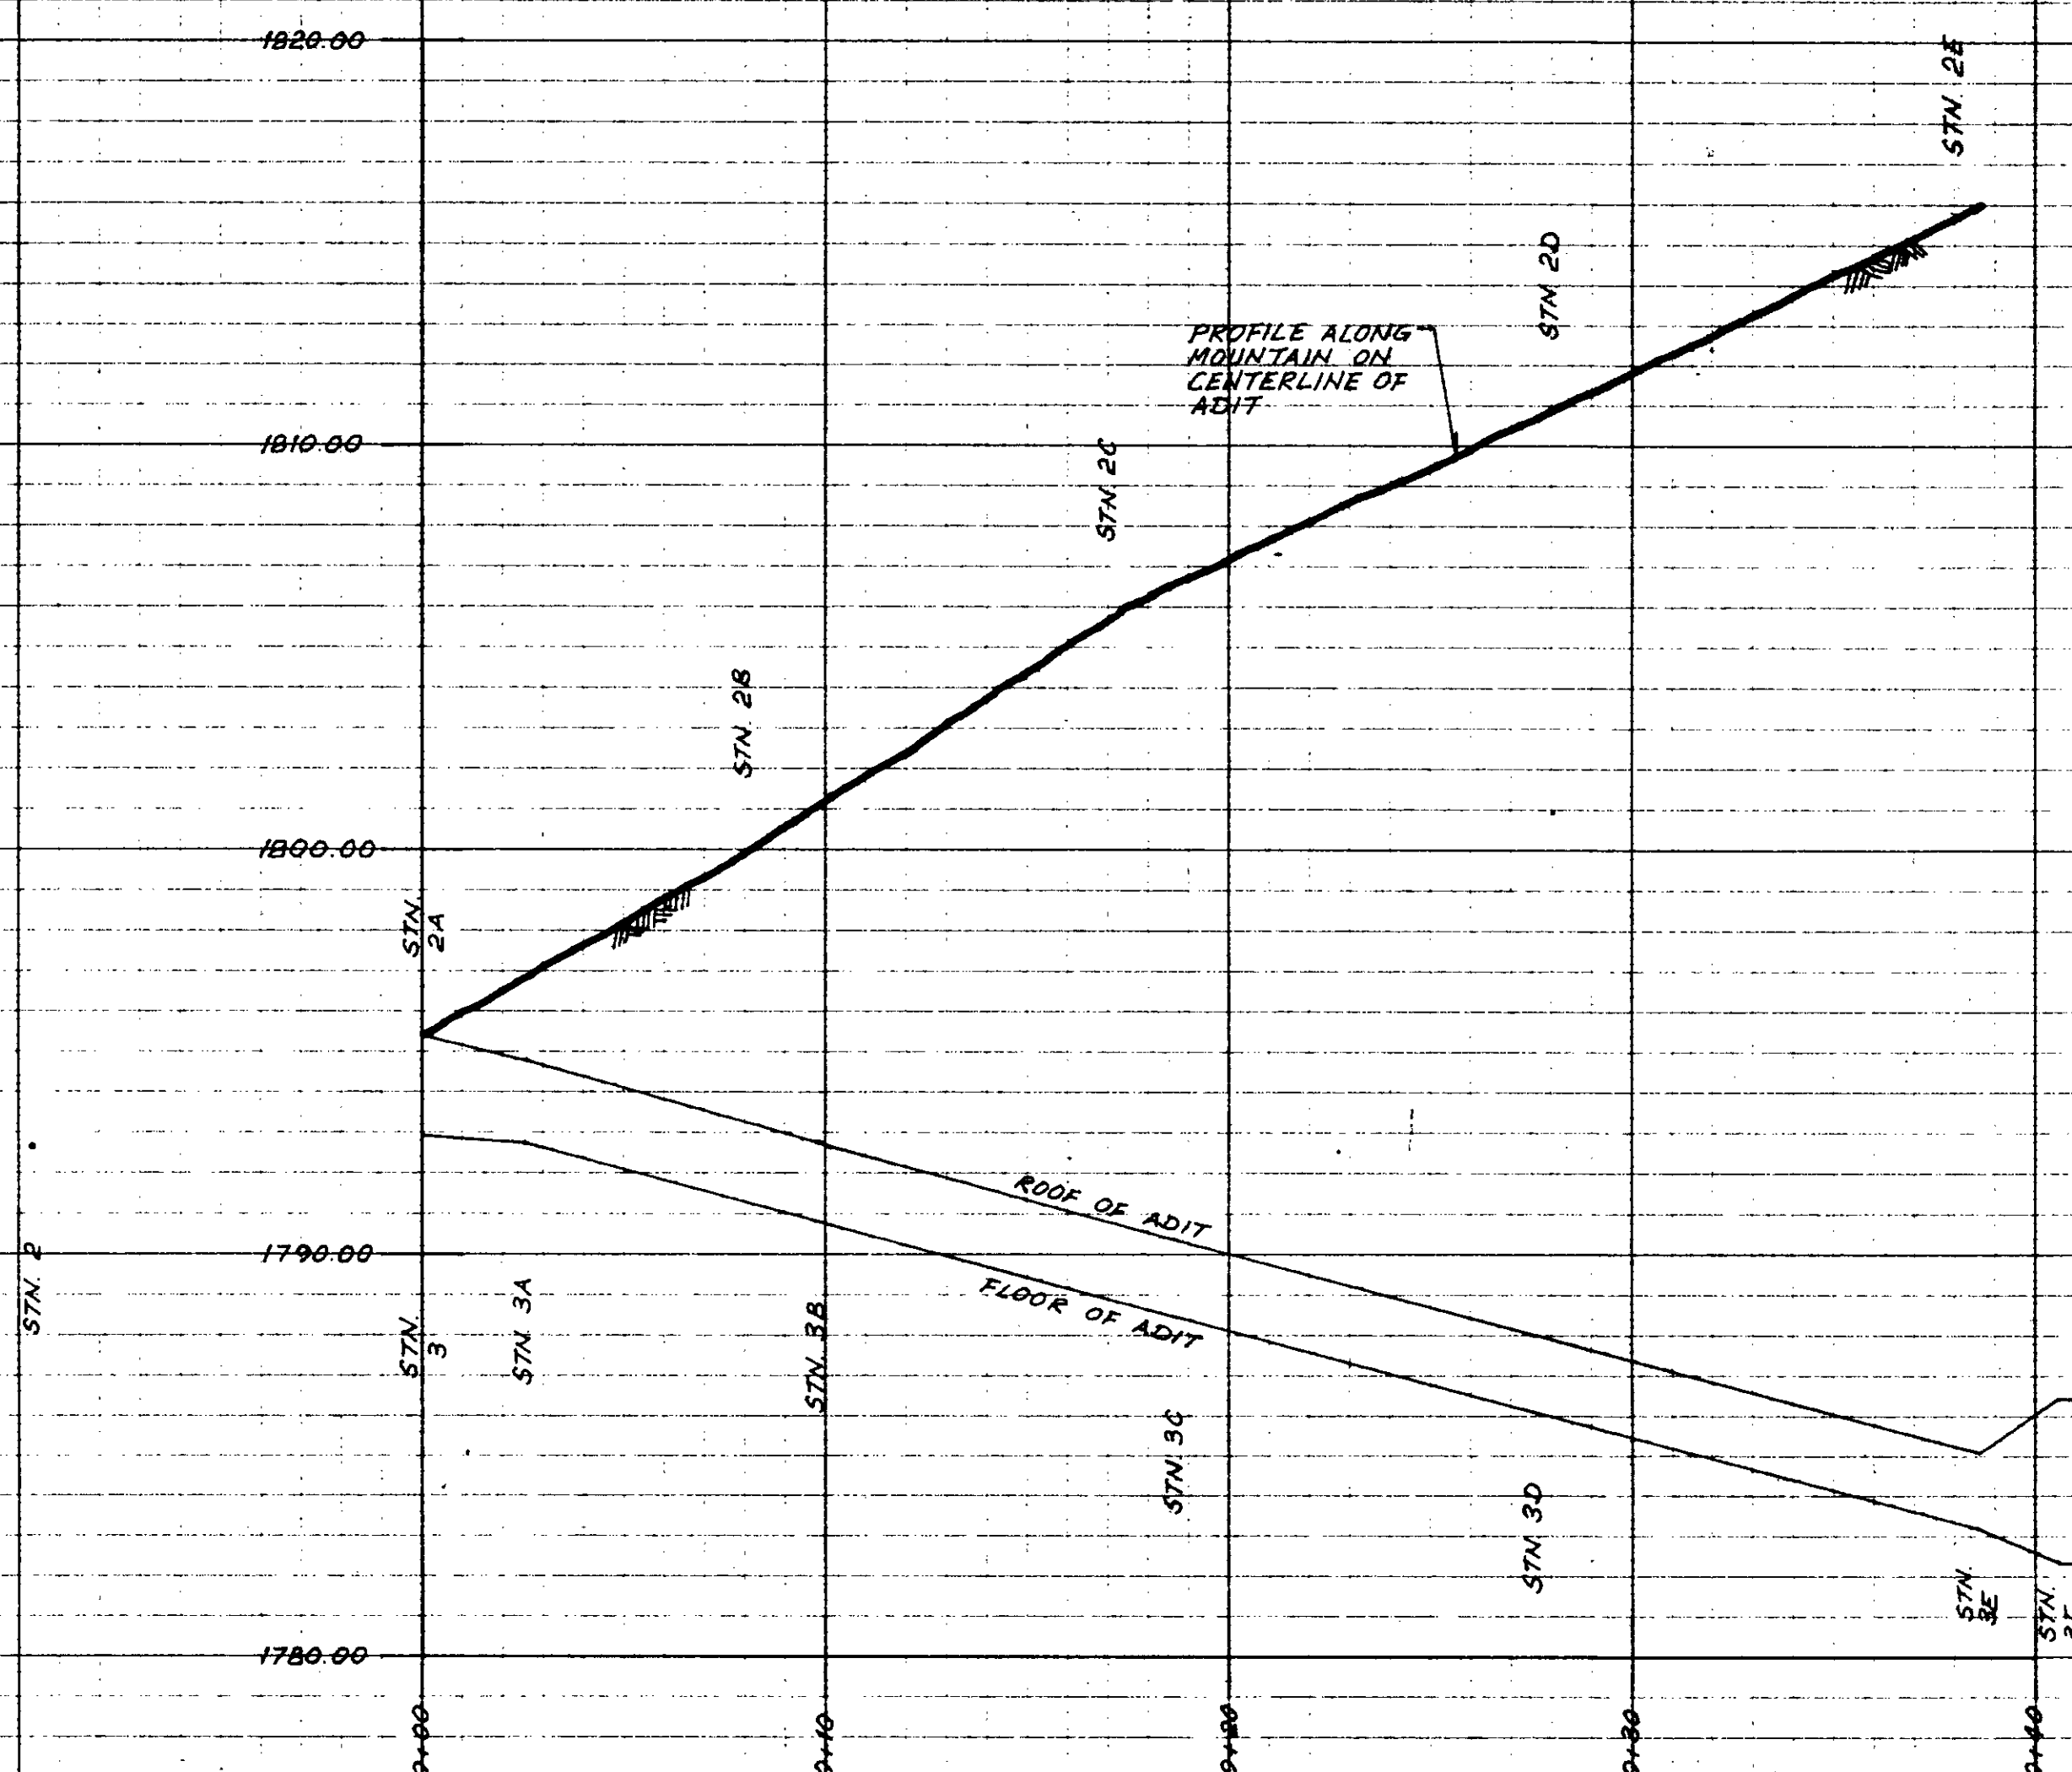 1820.00
STN. 2E
STN. 2D
PROFILE ALONG
MOUNTAIN ON
CENTERLINE OF
ADIT
1810.00
STN. 2C
STN. 2B
1800.00
STN.
2A
ROOF OF ADIT
1790.00
STN. 2
FLOOR OF ADIT
STN.
3
STN. 3A
STN. 3B
STN. 3C
STN. 3D
STN.
3E
STN.
1780.00
0+00
0+10
0+20
0+30
0+40